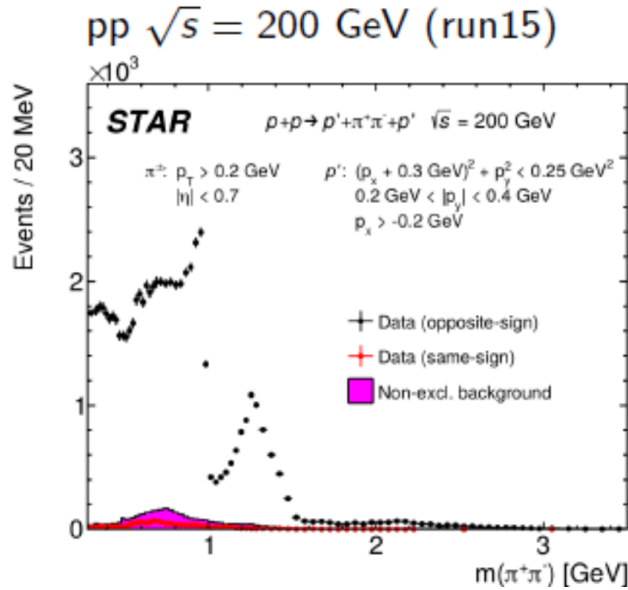 pp √s = 200 GeV (run15)
×10³
STAR
p+p→p'+π⁺π⁻+p' √s = 200 GeV
π±: p_T > 0.2 GeV
|η| < 0.7
p': (p_x + 0.3 GeV)² + p_y² < 0.25 GeV²
0.2 GeV < |p_y| < 0.4 GeV
p_x > -0.2 GeV
Events / 20 MeV
3
2
1
0
Data (opposite-sign)
Data (same-sign)
Non-excl. background
1 2 3
m(π⁺π⁻) [GeV]